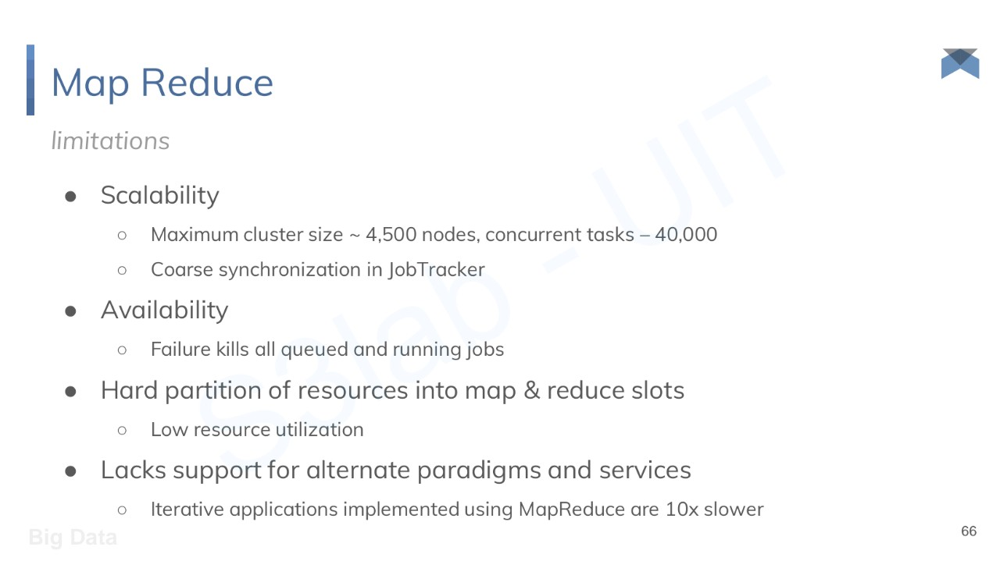 Map Reduce
limitations
● Scalability
○ Maximum cluster size ~ 4,500 nodes, concurrent tasks – 40,000
○ Coarse synchronization in JobTracker
● Availability
○ Failure kills all queued and running jobs
● Hard partition of resources into map & reduce slots
○ Low resource utilization
● Lacks support for alternate paradigms and services
○ Iterative applications implemented using MapReduce are 10x slower
S3lab - UIT
Big Data
66